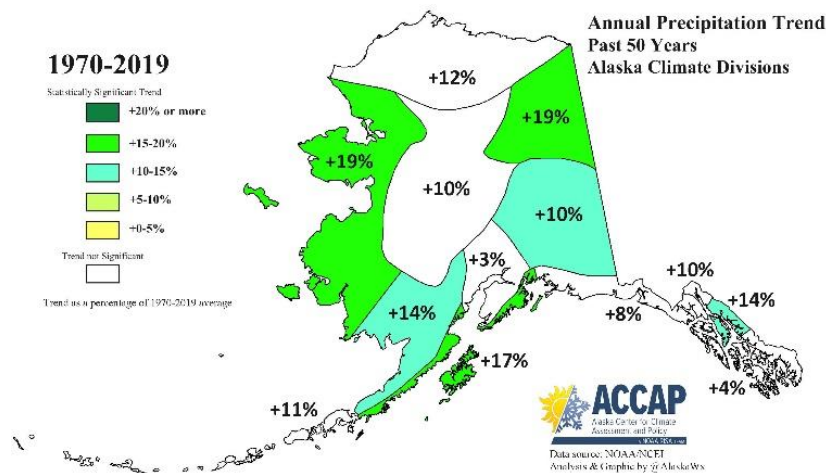 Annual Precipitation Trend
Past 50 Years
Alaska Climate Divisions
1970-2019
Statistically Significant Trend
+20% or more
+15-20%
+10-15%
+5-10%
+0-5%
Trend not Significant
Trend as a percentage of 1970-2019 average
+12%
+19%
+19%
+10%
+10%
+3%
+14%
+17%
+11%
+8%
+10%
+14%
+4%
ACCAP
Alaska Center for Climate
Assessment and Policy
A NOAA RISA TEAM
Data source: NOAA/NCEI
Analysis & Graphic by @AlaskaWx